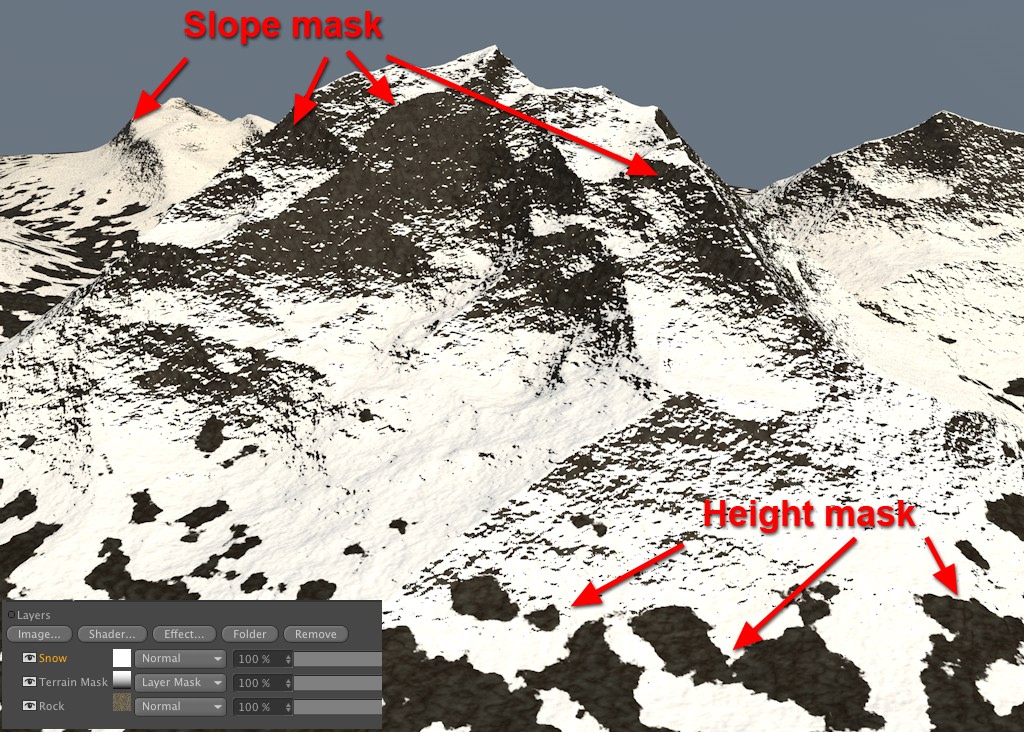 Slope mask
Height mask
Layers
Image... Shader... Effect... Folder Remove
Snow Normal 100 %
Terrain Mask Layer Mask 100 %
Rock Normal 100 %